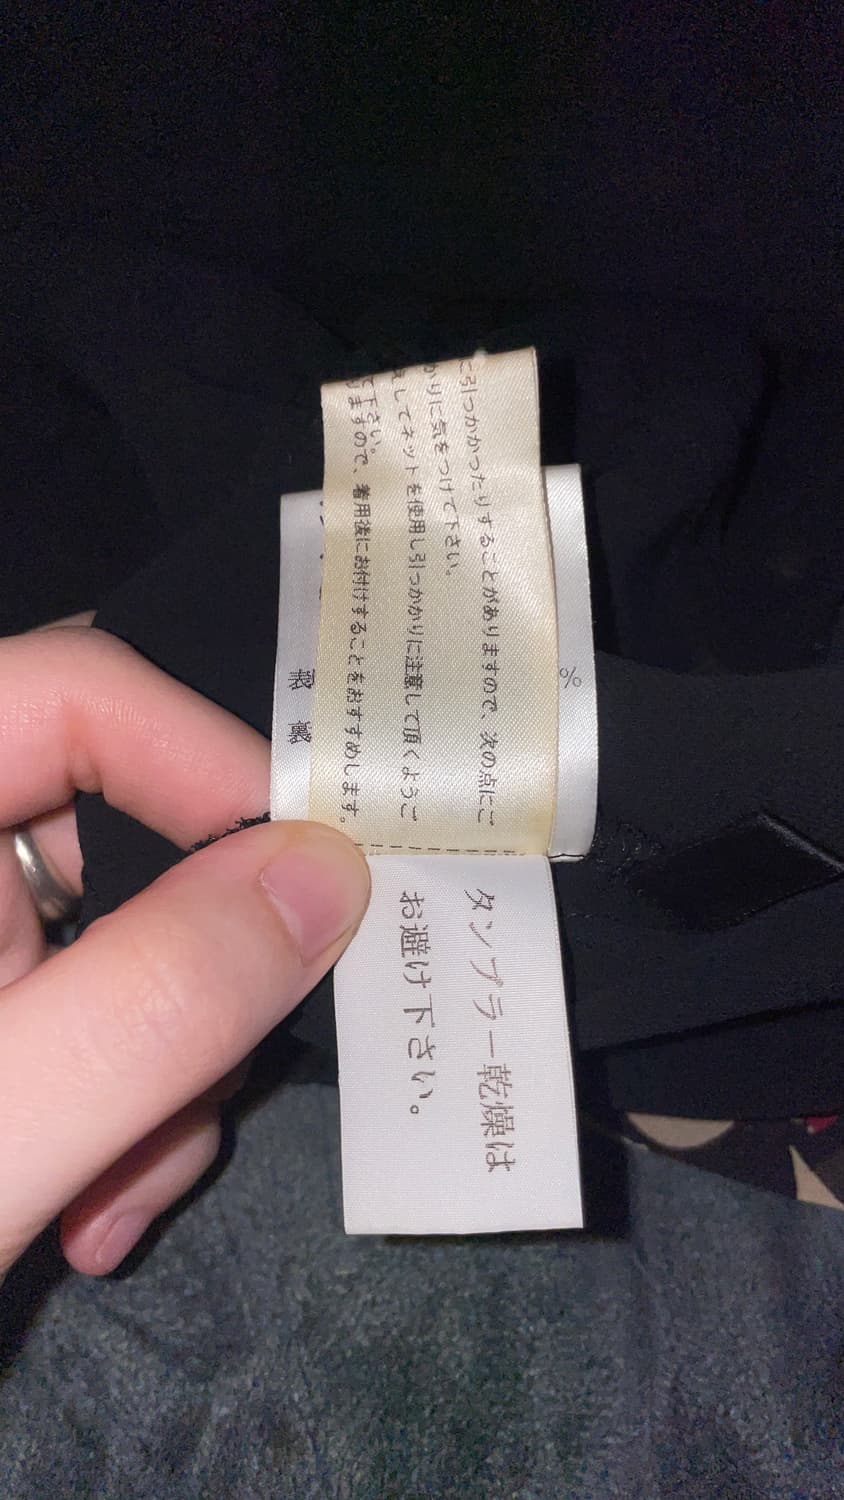 に引っかかったりすることがありますので、次の点にご
かりに気をつけて下さい。
してネットを使用し引っかかりに注意して頂くようご
て下さい。
りますので、着用後にお付けすることをおすすめします。
%
表
裏
タンブラー乾燥は
お避け下さい。